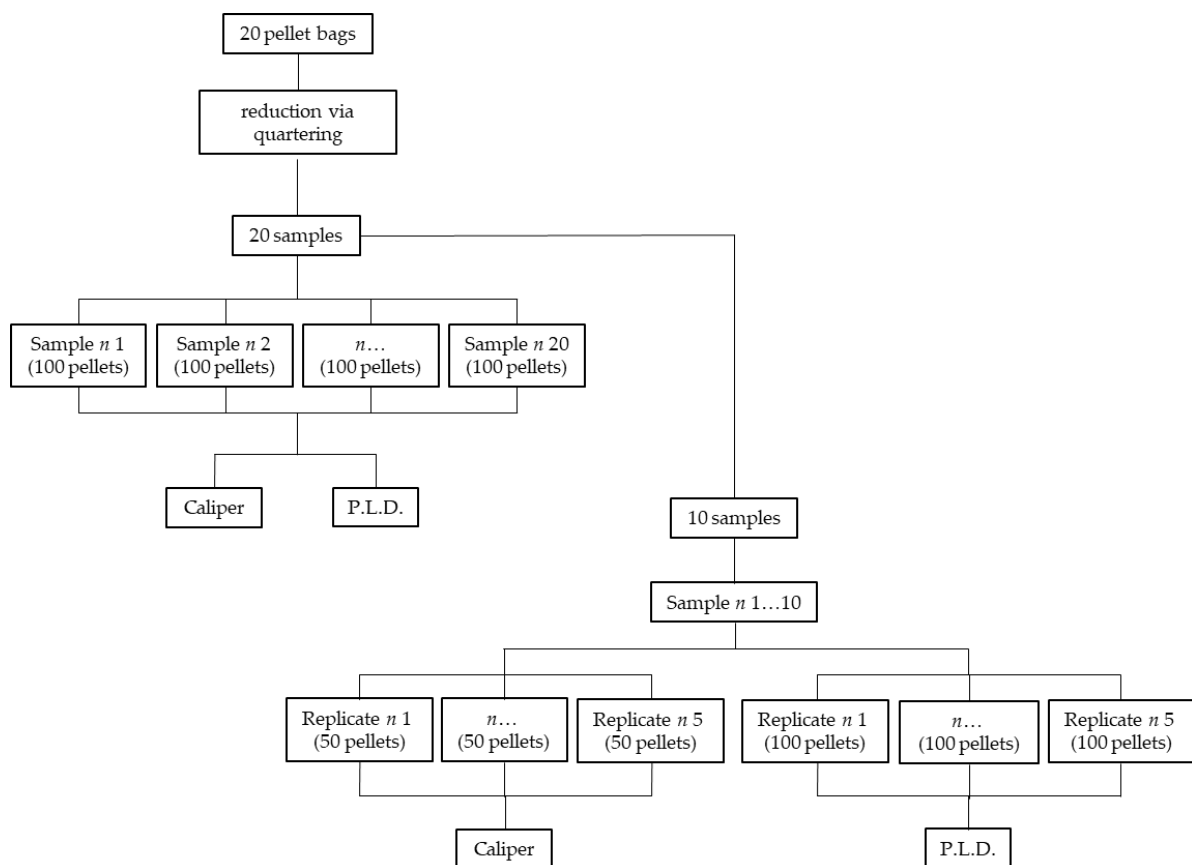 20 pellet bags
reduction via
quartering
20 samples
Sample n 1
(100 pellets)
Sample n 2
(100 pellets)
n…
(100 pellets)
Sample n 20
(100 pellets)
Caliper
P.L.D.
10 samples
Sample n 1…10
Replicate n 1
(50 pellets)
n…
(50 pellets)
Replicate n 5
(50 pellets)
Replicate n 1
(100 pellets)
n…
(100 pellets)
Replicate n 5
(100 pellets)
Caliper
P.L.D.